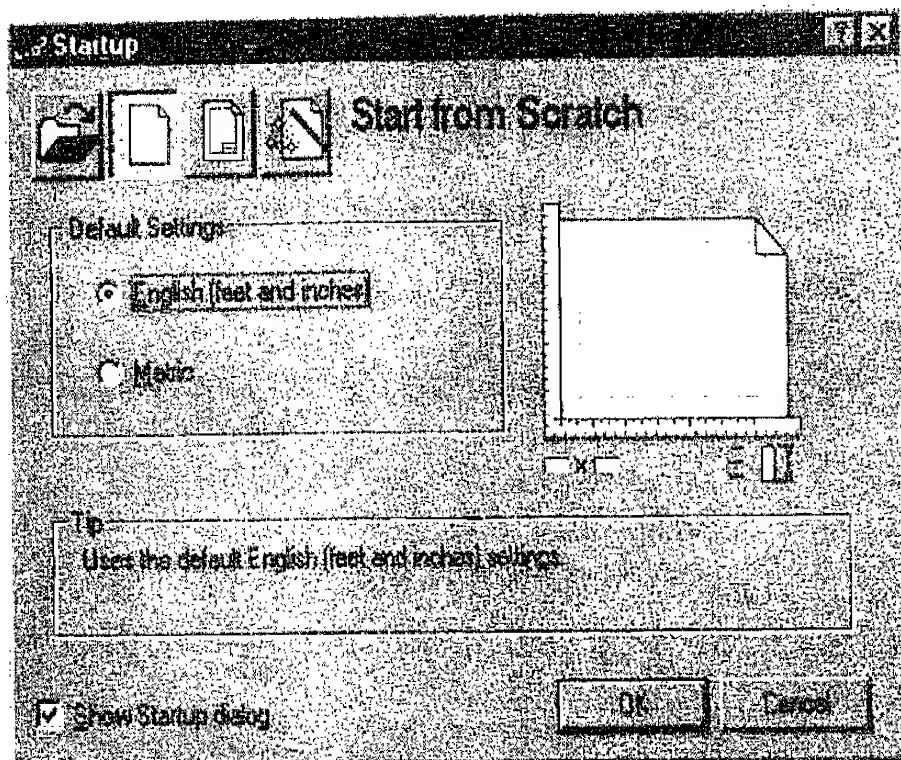 Startup
Start from Scratch
Default Settings
English (feet and inches)
Metric
Tip
Uses the default English (feet and inches) settings.
Show Startup dialog
OK
Cancel